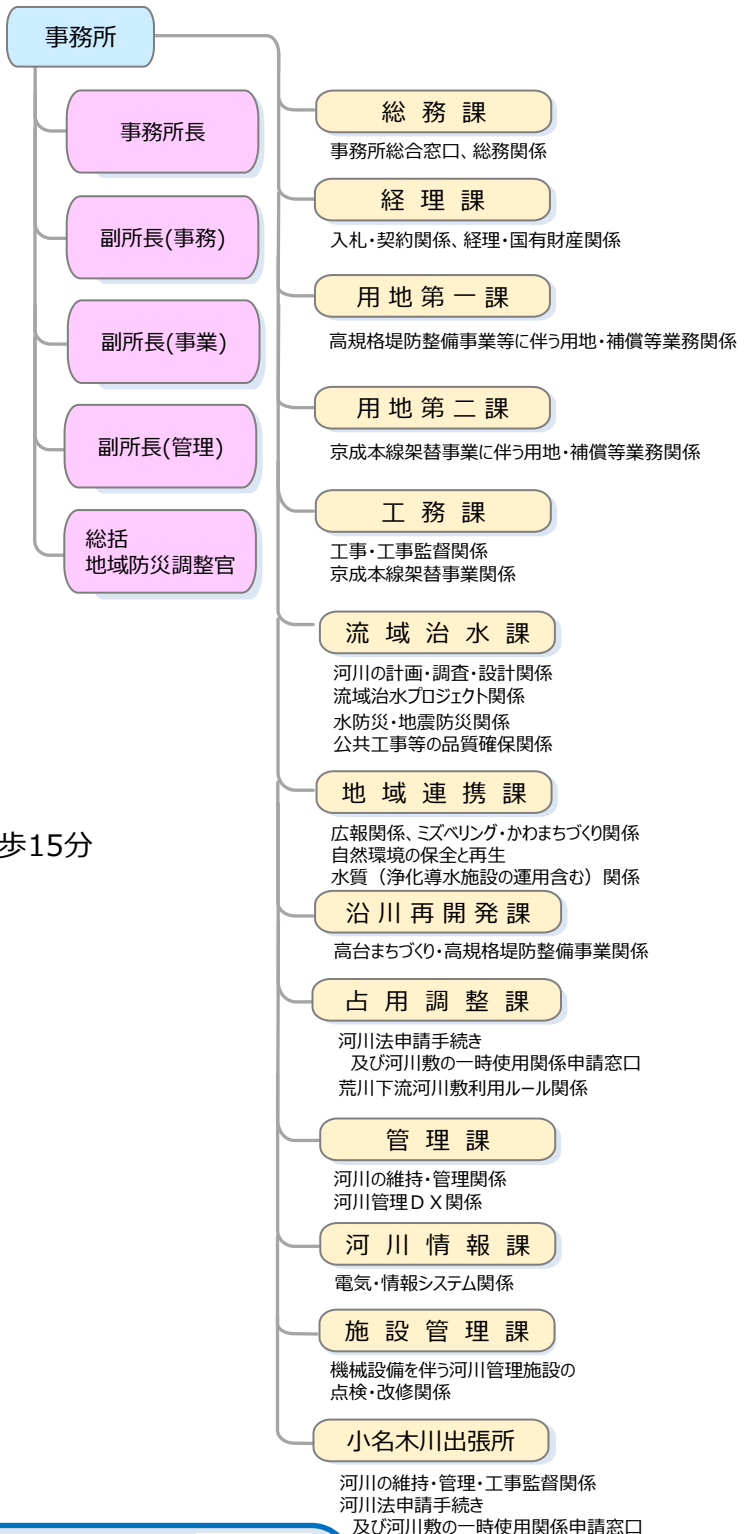 事務所
事務所長
副所長(事務)
副所長(事業)
副所長(管理)
総括
地域防災調整官
総務課
事務所総合窓口、総務関係
経理課
入札・契約関係、経理・国有財産関係
用地第一課
高規格堤防整備事業等に伴う用地・補償等業務関係
用地第二課
京成本線架替事業に伴う用地・補償等業務関係
工務課
工事・工事監督関係
京成本線架替事業関係
流域治水課
河川の計画・調査・設計関係
流域治水プロジェクト関係
水防災・地震防災関係
公共工事等の品質確保関係
地域連携課
広報関係、ミズベリング・かわまちづくり関係
自然環境の保全と再生
水質（浄化導水施設の運用含む）関係
歩15分
沿川再開発課
高台まちづくり・高規格堤防整備事業関係
占用調整課
河川法申請手続き
及び河川敷の一時使用関係申請窓口
荒川下流河川敷利用ルール関係
管理課
河川の維持・管理関係
河川管理ＤＸ関係
河川情報課
電気・情報システム関係
施設管理課
機械設備を伴う河川管理施設の
点検・改修関係
小名木川出張所
河川の維持・管理・工事監督関係
河川法申請手続き
及び河川敷の一時使用関係申請窓口